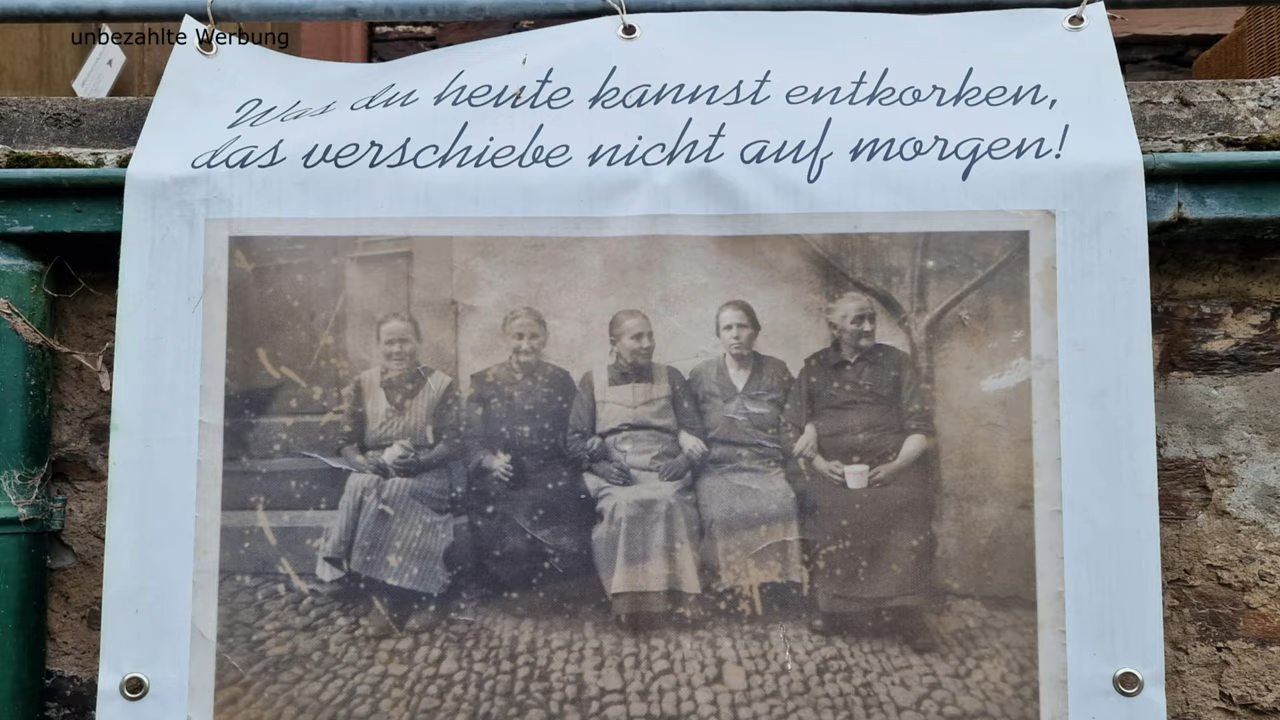 unbezahlte Werbung
Was du heute kannst entkorken,
das verschiebe nicht auf morgen!